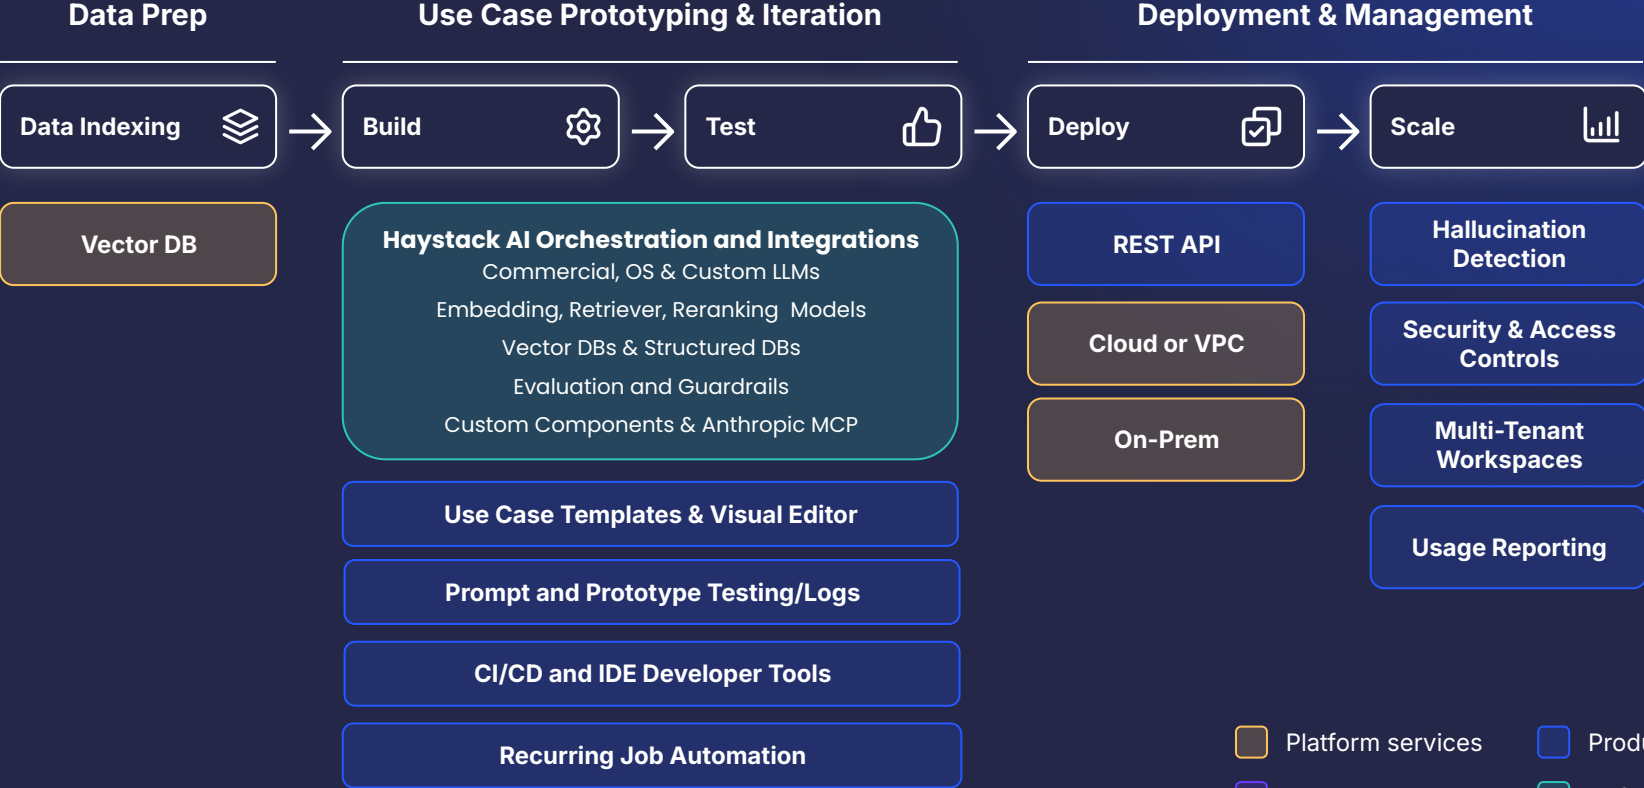 Data Prep
Use Case Prototyping & Iteration
Deployment & Management
Data Indexing
Build
Test
Deploy
Scale
Vector DB
Haystack AI Orchestration and Integrations
Commercial, OS & Custom LLMs
Embedding, Retriever, Reranking Models
Vector DBs & Structured DBs
Evaluation and Guardrails
Custom Components & Anthropic MCP
Use Case Templates & Visual Editor
Prompt and Prototype Testing/Logs
CI/CD and IDE Developer Tools
Recurring Job Automation
REST API
Cloud or VPC
On-Prem
Hallucination
Detection
Security & Access
Controls
Multi-Tenant
Workspaces
Usage Reporting
Platform services